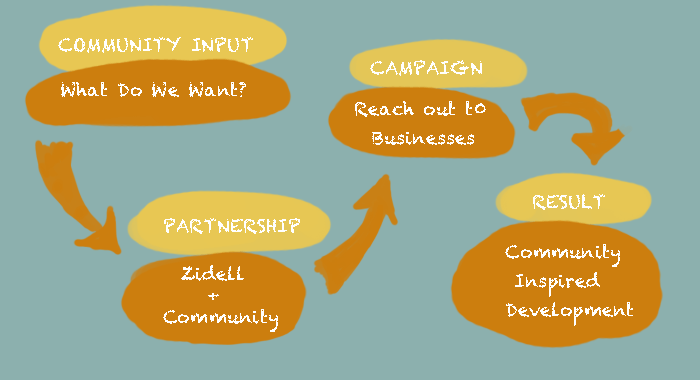 COMMUNITY INPUT
What Do We Want?
PARTNERSHIP
Zidell
+
Community
CAMPAIGN
Reach out to
Businesses
RESULT
Community
Inspired
Development